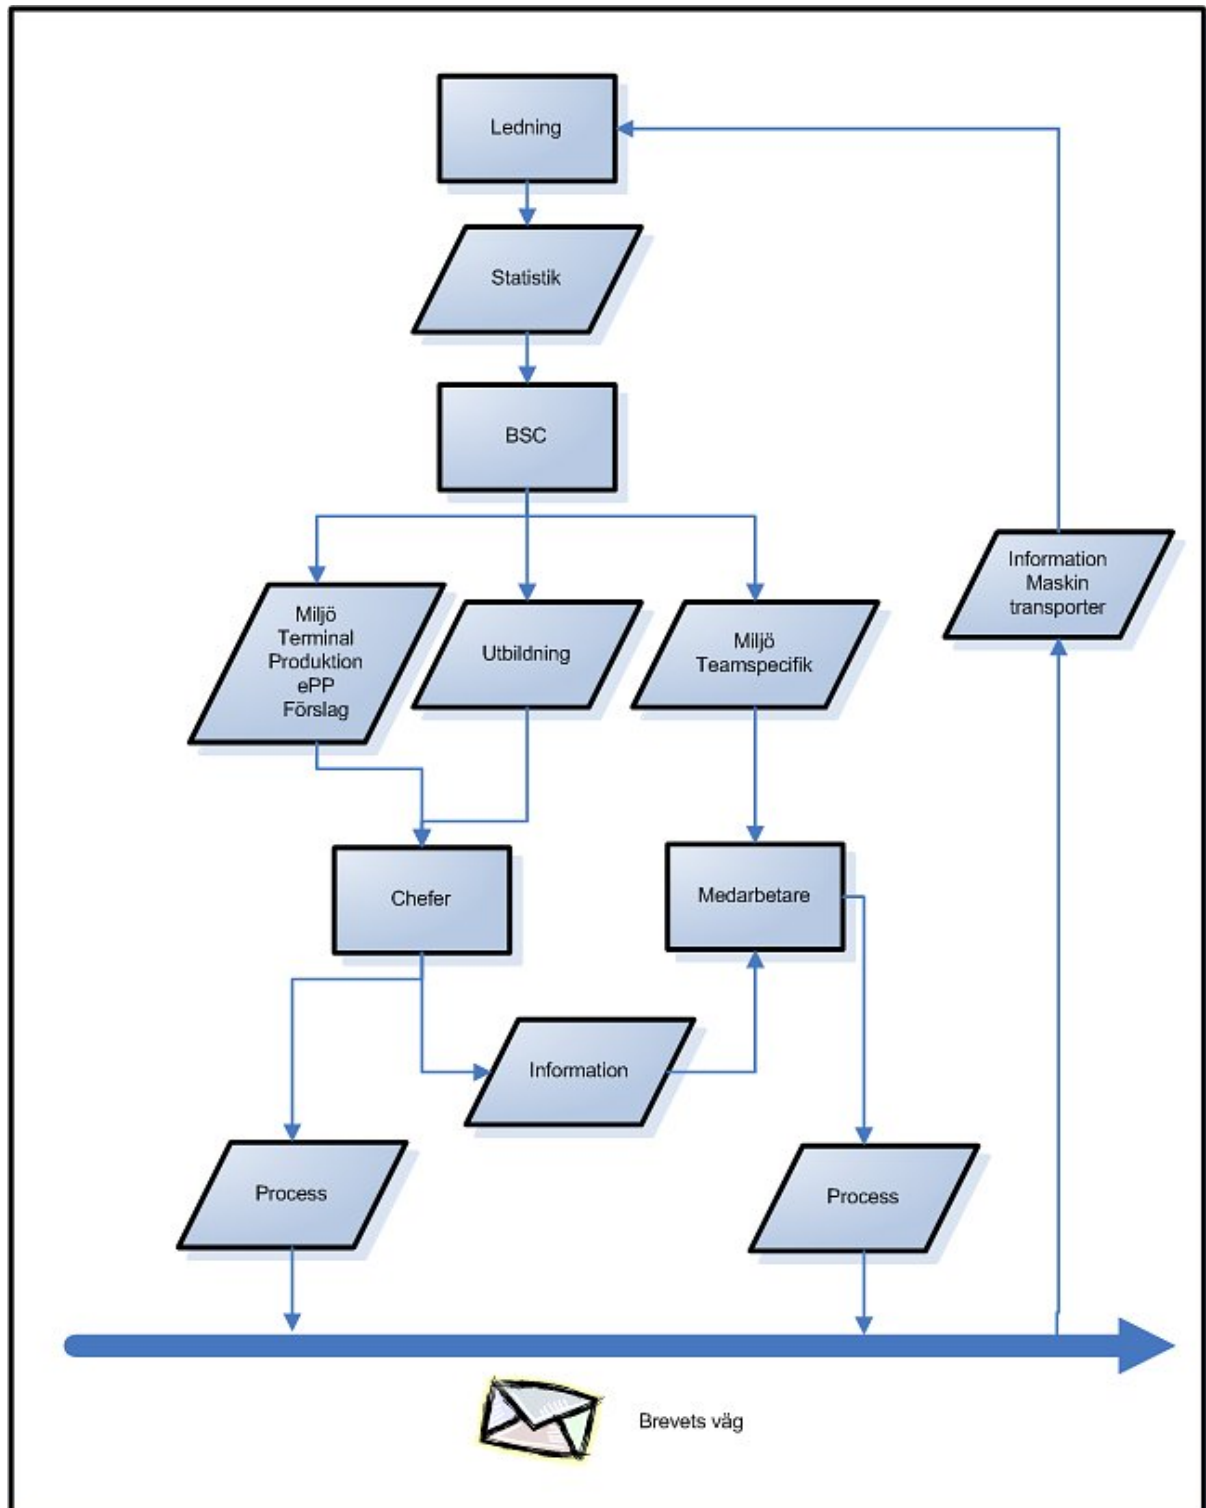 Ledning
Statistik
BSC
Miljö
Terminal
Produktion
ePP
Förslag
Utbildning
Miljö
Teamspecifik
Information
Maskin
transporter
Chefer
Medarbetare
Information
Process
Process
Brevets väg